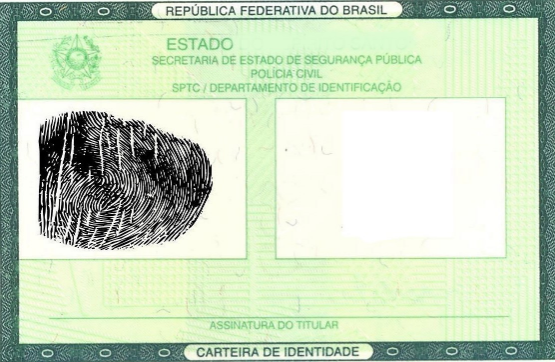 REPÚBLICA FEDERATIVA DO BRASIL
ESTADO
SECRETARIA DE ESTADO DE SEGURANÇA PÚBLICA
POLÍCIA CIVIL
SPTC / DEPARTAMENTO DE IDENTIFICAÇÃO
ASSINATURA DO TITULAR
CARTEIRA DE IDENTIDADE